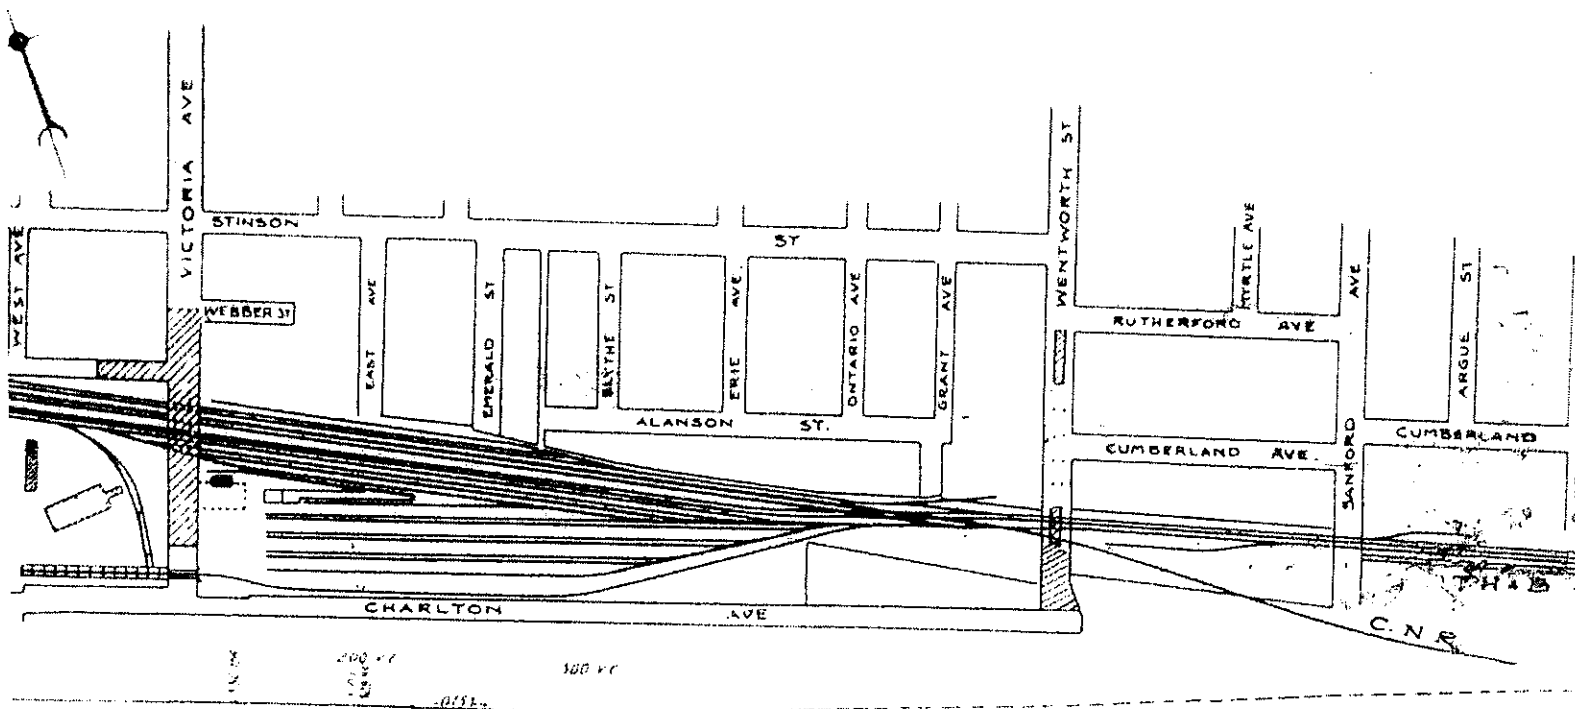 VICTORIA AVE
WENTWORTH ST
STINSON ST
WEST AVE
MYRTLE AVE
WEBBER ST
EAST AVE
EMERALD ST
BLYTHE ST
ERIE AVE.
ONTARIO AVE
GRANT AVE
RUTHERFORD AVE
SANFORD AVE
ARGUE ST
ALANSON ST.
CUMBERLAND AVE.
CUMBERLAND
T H & B
CHARLTON AVE
C. N. R.